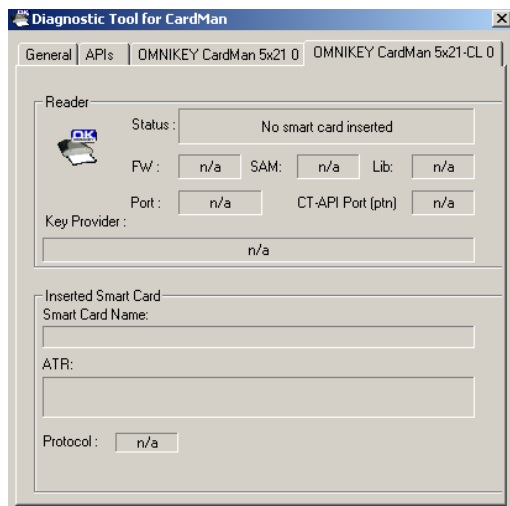 Diagnostic Tool for CardMan
General APIs OMNIKEY CardMan 5x21 0 OMNIKEY CardMan 5x21-CL 0
Reader
OK
Status : No smart card inserted
FW : n/a SAM: n/a Lib: n/a
Port : n/a CT-API Port (ptn) n/a
Key Provider :
n/a
Inserted Smart Card
Smart Card Name:
ATR:
Protocol : n/a